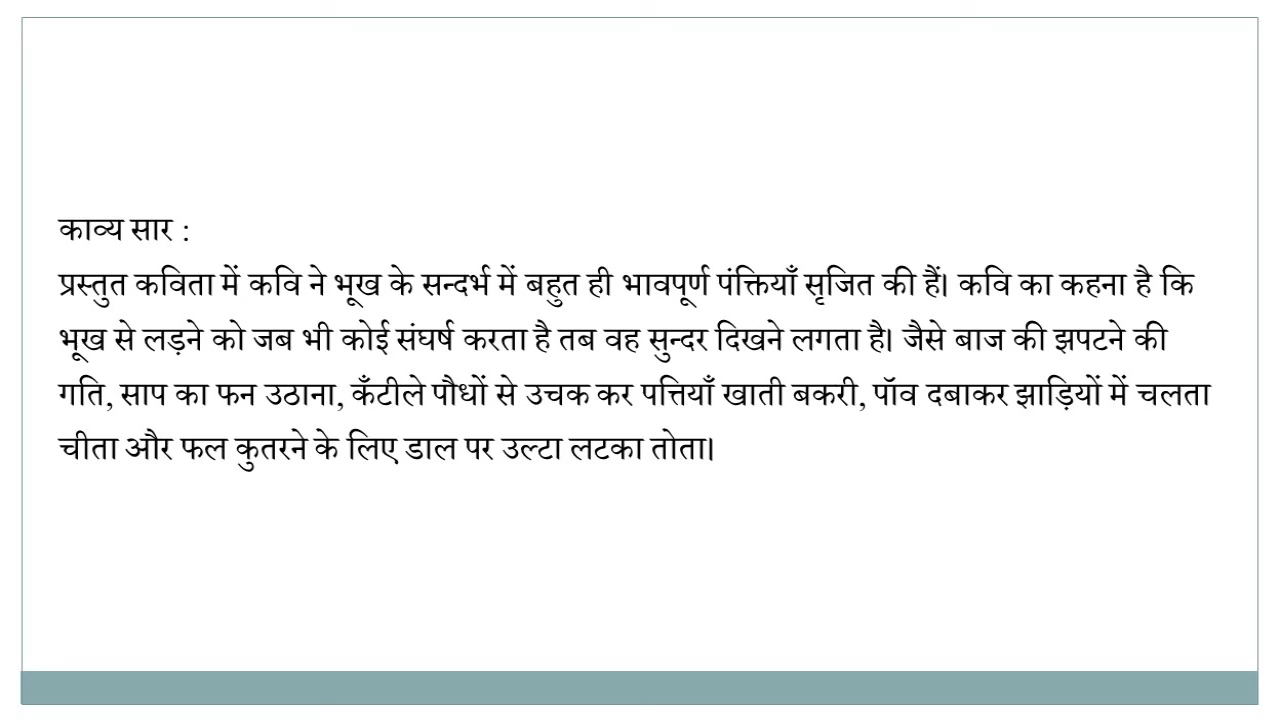 काव्य सार :
प्रस्तुत कविता में कवि ने भूख के सन्दर्भ में बहुत ही भावपूर्ण पंक्तियाँ सृजित की हैं। कवि का कहना है कि
भूख से लड़ने को जब भी कोई संघर्ष करता है तब वह सुन्दर दिखने लगता है। जैसे बाज की झपटने की
गति, साप का फन उठाना, कँटीले पौधों से उचक कर पत्तियाँ खाती बकरी, पॉव दबाकर झाड़ियों में चलता
चीता और फल कुतरने के लिए डाल पर उल्टा लटका तोता।